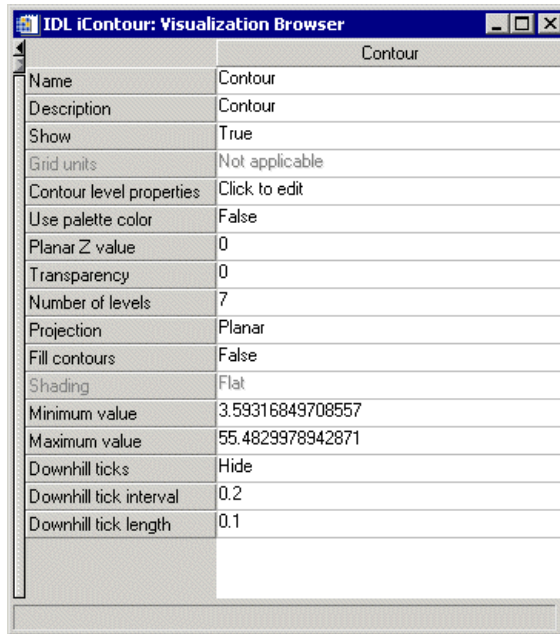 IDL iContour: Visualization Browser
Contour
Name Contour
Description Contour
Show True
Grid units Not applicable
Contour level properties Click to edit
Use palette color False
Planar Z value 0
Transparency 0
Number of levels 7
Projection Planar
Fill contours False
Shading Flat
Minimum value 3.59316849708557
Maximum value 55.4829978942871
Downhill ticks Hide
Downhill tick interval 0.2
Downhill tick length 0.1